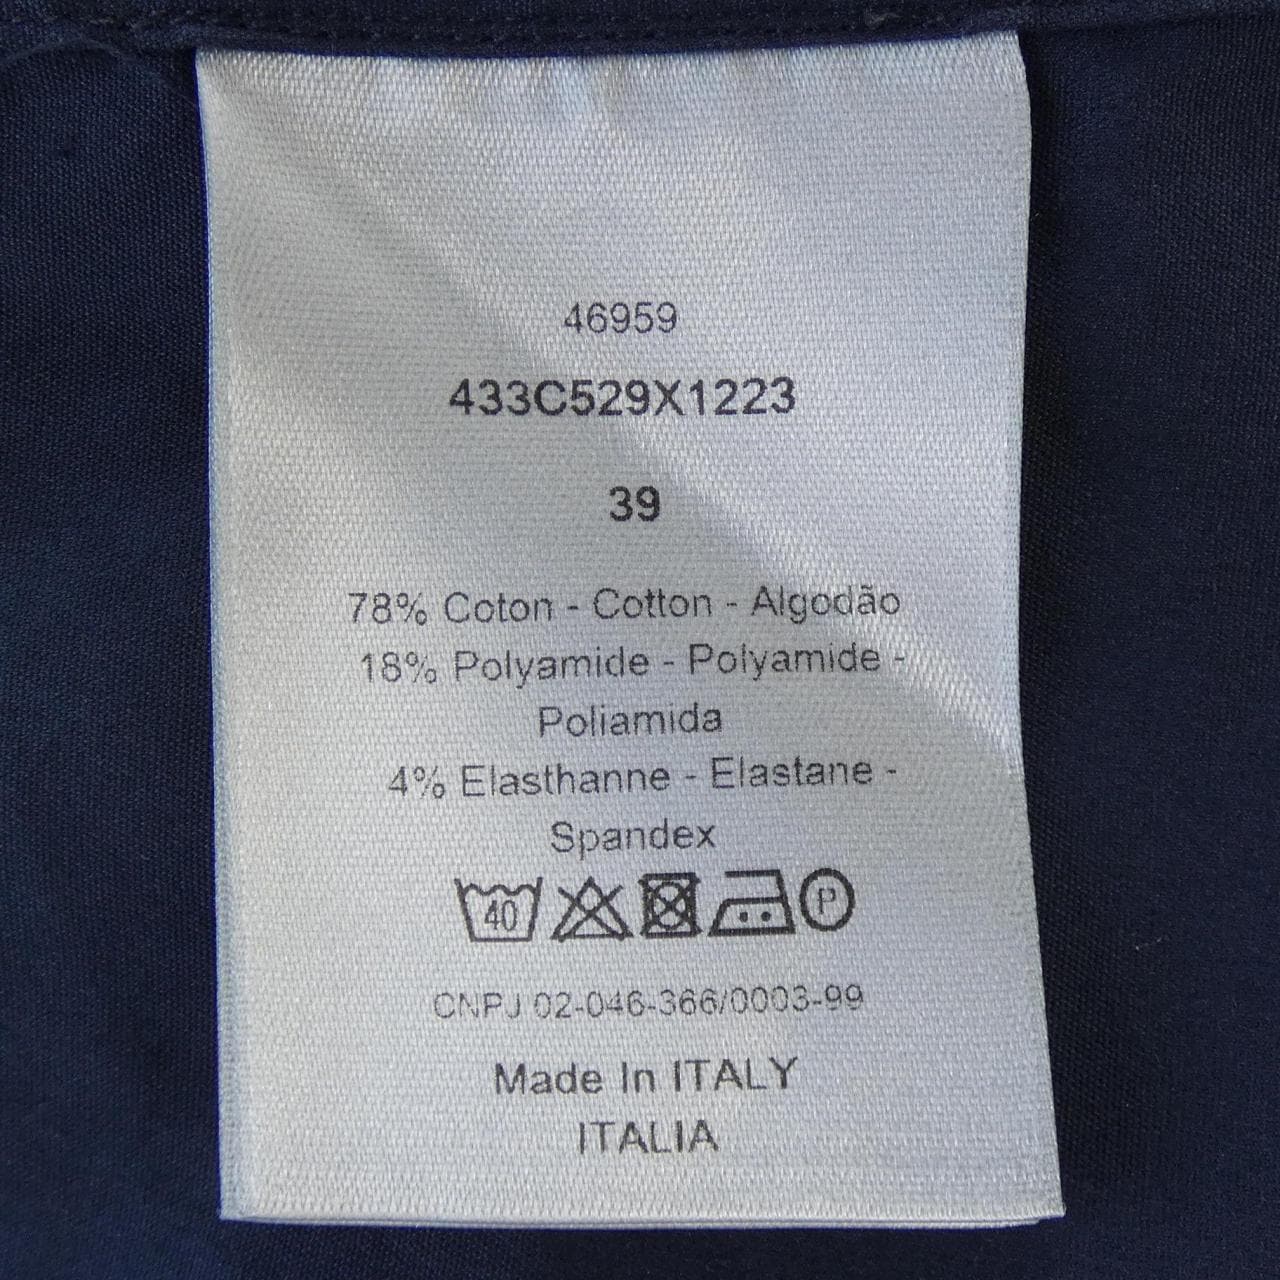 46959
433C529X1223
39
78% Coton - Cotton - Algodão
18% Polyamide - Polyamide -
Poliamida
4% Elasthanne - Elastane -
Spandex
40 P
CNPJ 02-046-366/0003-99
Made In ITALY
ITALIA